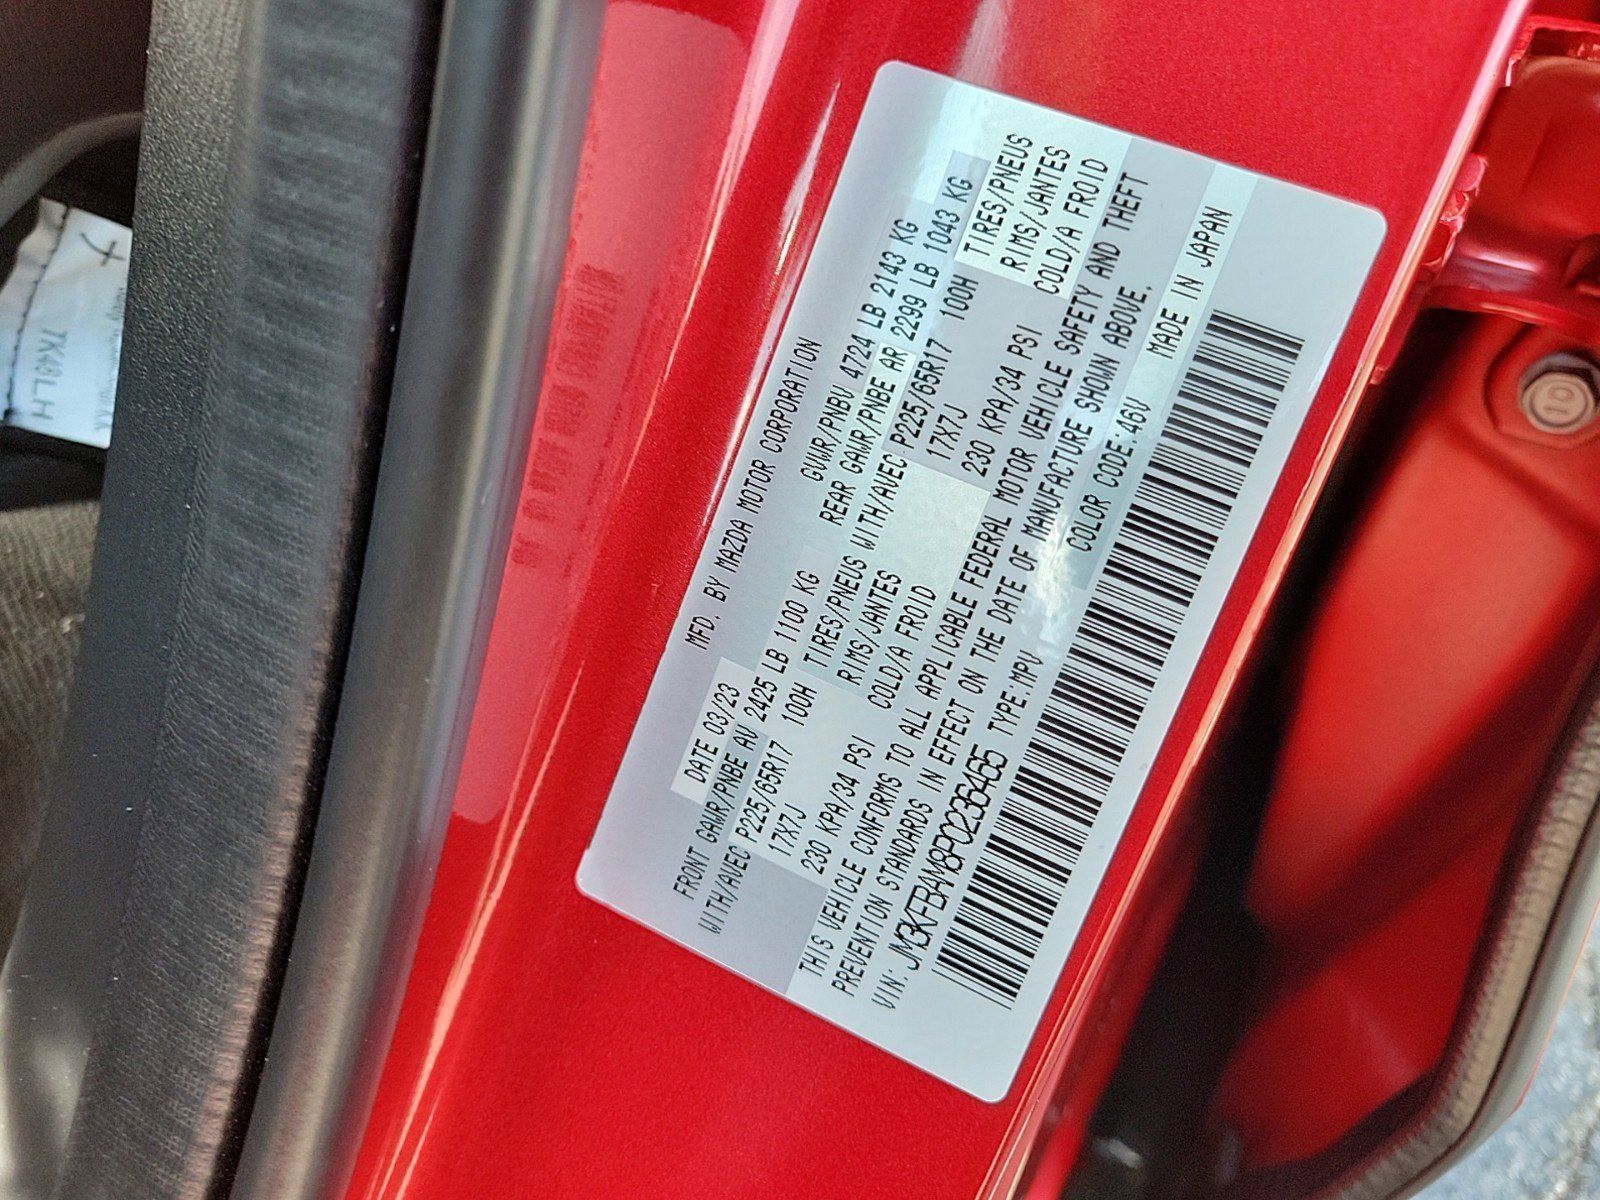 MFD. BY MAZDA MOTOR CORPORATION
DATE 03/23 GVWR/PNBV 4724 LB 2143 KG
FRONT GAWR/PNBE AV 2425 LB 1100 KG REAR GAWR/PNBE AR 2299 LB 1043 KG
WITH/AVEC P225/65R17 100H TIRES/PNEUS WITH/AVEC P225/65R17 100H TIRES/PNEUS
17X7J RIMS/JANTES 17X7J RIMS/JANTES
230 KPA/34 PSI COLD/A FROID 230 KPA/34 PSI COLD/A FROID
THIS VEHICLE CONFORMS TO ALL APPLICABLE FEDERAL MOTOR VEHICLE SAFETY AND THEFT
PREVENTION STANDARDS IN EFFECT ON THE DATE OF MANUFACTURE SHOWN ABOVE.
VIN: JM3KFBAM8P0236465 TYPE:MPV COLOR CODE:46V MADE IN JAPAN
TK48LH
10